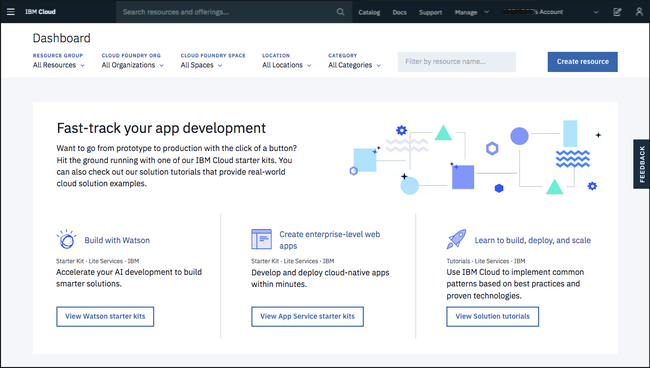 IBM Cloud
Search resources and offerings...
Catalog
Docs
Support
Manage
's Account
Dashboard
RESOURCE GROUP
All Resources
CLOUD FOUNDRY ORG
All Organizations
CLOUD FOUNDRY SPACE
All Spaces
LOCATION
All Locations
CATEGORY
All Categories
Filter by resource name...
Create resource
Fast-track your app development
Want to go from prototype to production with the click of a button?
Hit the ground running with one of our IBM Cloud starter kits. You
can also check out our solution tutorials that provide real-world
cloud solution examples.
FEEDBACK
Build with Watson
Starter Kit · Lite Services · IBM
Accelerate your AI development to build
smarter solutions.
View Watson starter kits
Create enterprise-level web
apps
Starter Kit · Lite Services · IBM
Develop and deploy cloud-native apps
within minutes.
View App Service starter kits
Learn to build, deploy, and scale
Tutorials · Lite Services · IBM
Use IBM Cloud to implement common
patterns based on best practices and
proven technologies.
View Solution tutorials